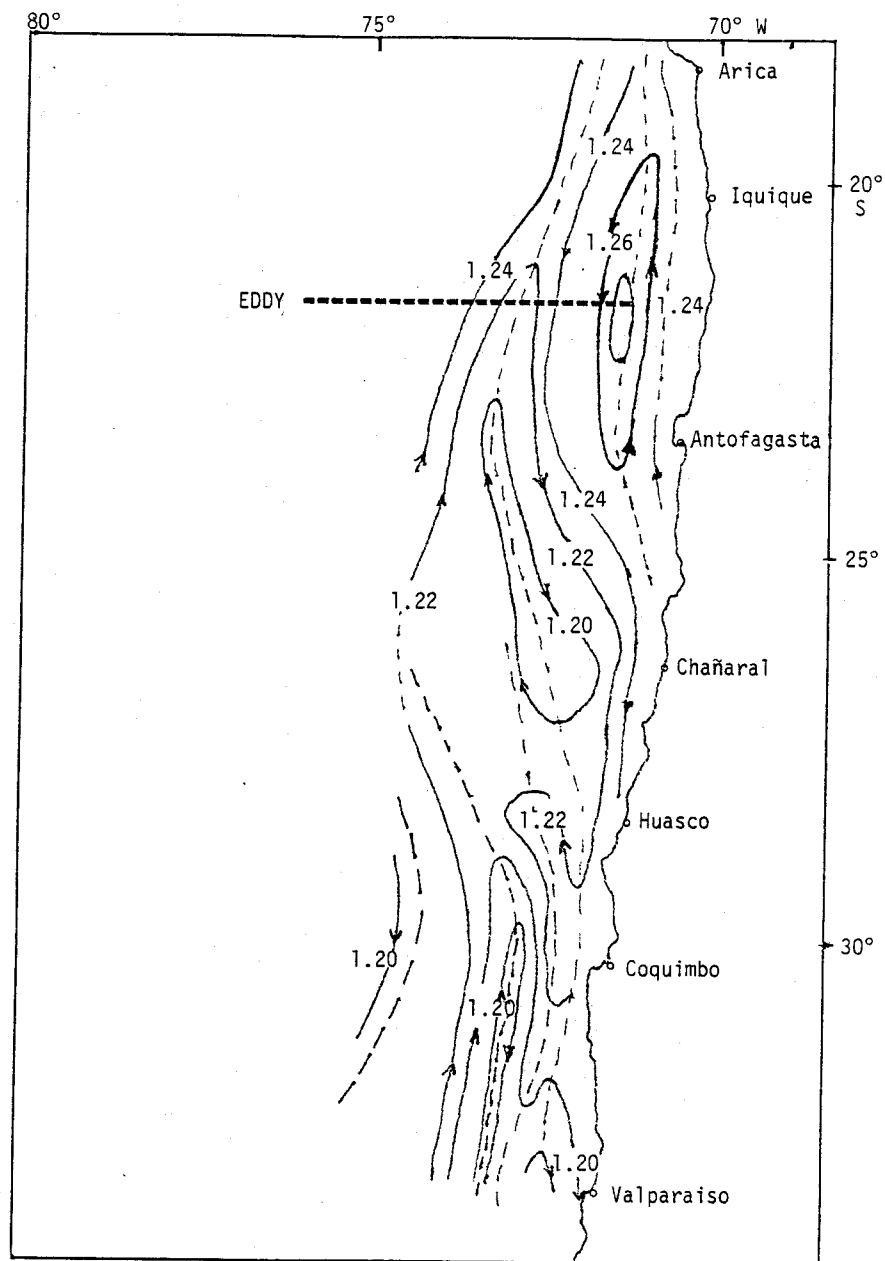 80° 75° 70° W
Arica
1.24
20°
S
Iquique
1.26
1.24
EDDY
1.24
Antofagasta
1.24
1.22
25°
1.22
1.20
Chañaral
1.22
Huasco
1.20
30°
Coquimbo
1.20
1.20
Valparaiso